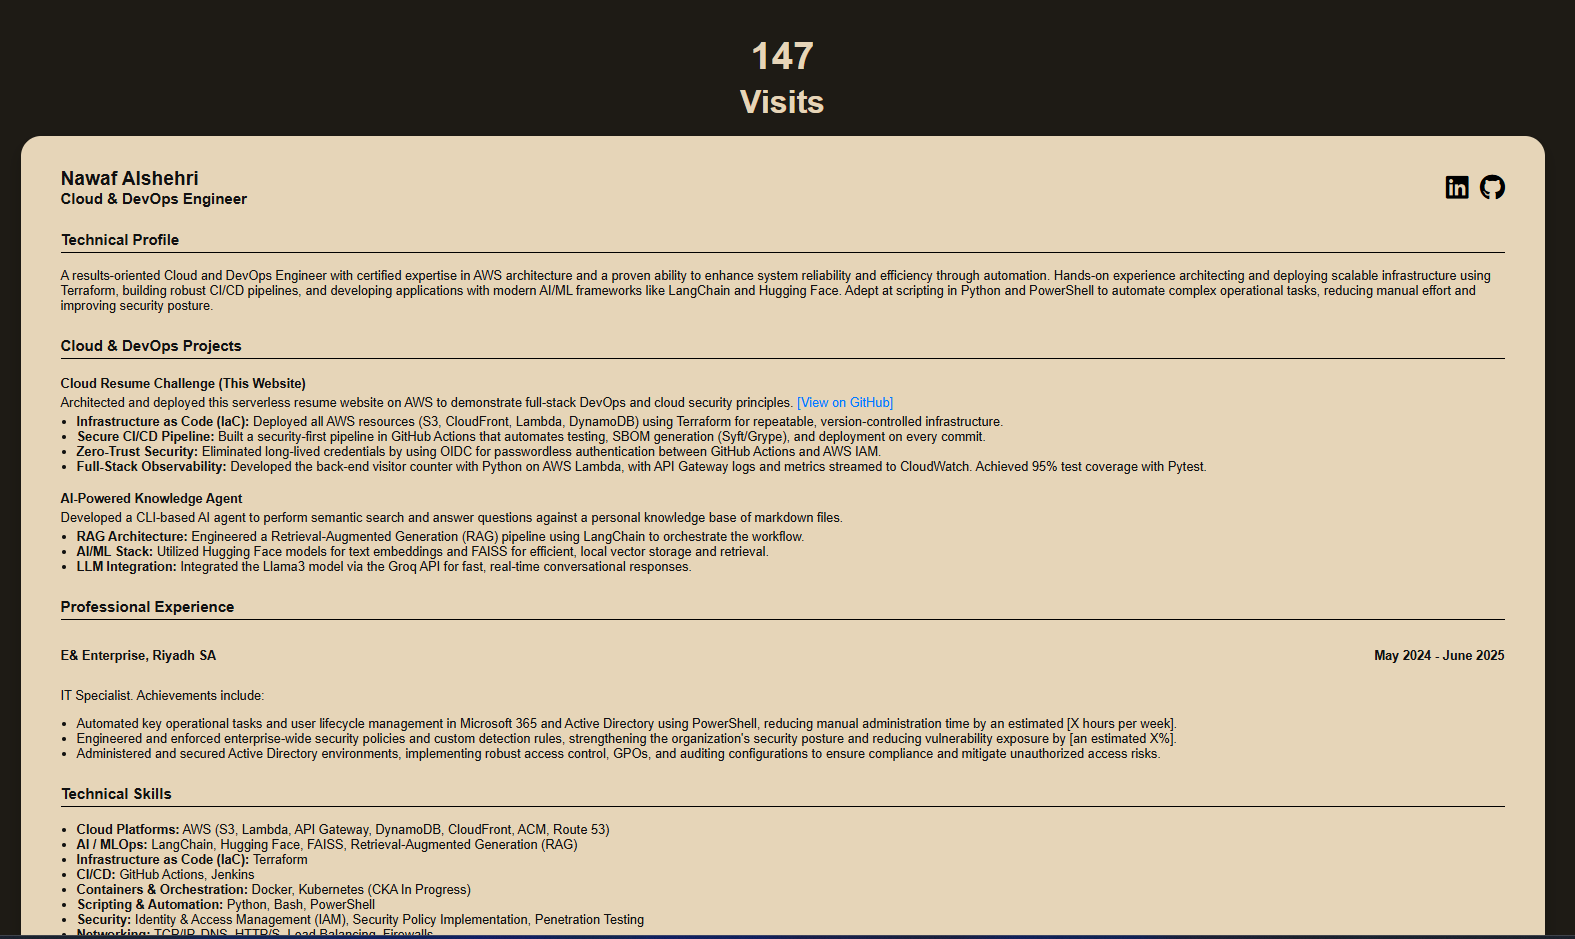 147
Visits
Nawaf Alshehri
Cloud & DevOps Engineer
Technical Profile
A results-oriented Cloud and DevOps Engineer with certified expertise in AWS architecture and a proven ability to enhance system reliability and efficiency through automation. Hands-on experience architecting and deploying scalable infrastructure using
Terraform, building robust CI/CD pipelines, and developing applications with modern AI/ML frameworks like LangChain and Hugging Face. Adept at scripting in Python and PowerShell to automate complex operational tasks, reducing manual effort and
improving security posture.
Cloud & DevOps Projects
Cloud Resume Challenge (This Website)
Architected and deployed this serverless resume website on AWS to demonstrate full-stack DevOps and cloud security principles. [View on GitHub]
• Infrastructure as Code (IaC): Deployed all AWS resources (S3, CloudFront, Lambda, DynamoDB) using Terraform for repeatable, version-controlled infrastructure.
• Secure CI/CD Pipeline: Built a security-first pipeline in GitHub Actions that automates testing, SBOM generation (Syft/Grype), and deployment on every commit.
• Zero-Trust Security: Eliminated long-lived credentials by using OIDC for passwordless authentication between GitHub Actions and AWS IAM.
• Full-Stack Observability: Developed the back-end visitor counter with Python on AWS Lambda, with API Gateway logs and metrics streamed to CloudWatch. Achieved 95% test coverage with Pytest.
AI-Powered Knowledge Agent
Developed a CLI-based AI agent to perform semantic search and answer questions against a personal knowledge base of markdown files.
• RAG Architecture: Engineered a Retrieval-Augmented Generation (RAG) pipeline using LangChain to orchestrate the workflow.
• AI/ML Stack: Utilized Hugging Face models for text embeddings and FAISS for efficient, local vector storage and retrieval.
• LLM Integration: Integrated the Llama3 model via the Groq API for fast, real-time conversational responses.
Professional Experience
E& Enterprise, Riyadh SA May 2024 - June 2025
IT Specialist. Achievements include:
• Automated key operational tasks and user lifecycle management in Microsoft 365 and Active Directory using PowerShell, reducing manual administration time by an estimated [X hours per week].
• Engineered and enforced enterprise-wide security policies and custom detection rules, strengthening the organization's security posture and reducing vulnerability exposure by [an estimated X%].
• Administered and secured Active Directory environments, implementing robust access control, GPOs, and auditing configurations to ensure compliance and mitigate unauthorized access risks.
Technical Skills
• Cloud Platforms: AWS (S3, Lambda, API Gateway, DynamoDB, CloudFront, ACM, Route 53)
• AI / MLOps: LangChain, Hugging Face, FAISS, Retrieval-Augmented Generation (RAG)
• Infrastructure as Code (IaC): Terraform
• CI/CD: GitHub Actions, Jenkins
• Containers & Orchestration: Docker, Kubernetes (CKA In Progress)
• Scripting & Automation: Python, Bash, PowerShell
• Security: Identity & Access Management (IAM), Security Policy Implementation, Penetration Testing
• Networking: TCP/IP, DNS, HTTP/S, Load Balancing, Firewalls